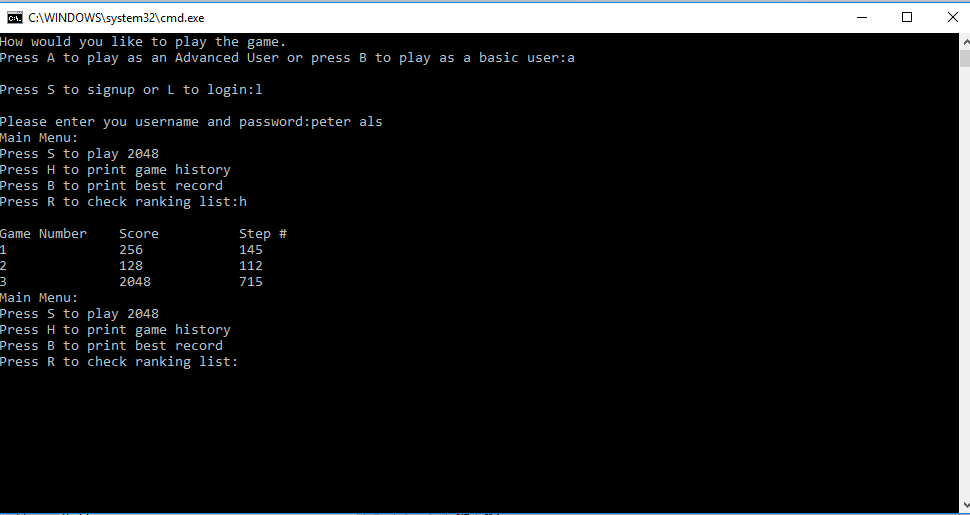 C:\WINDOWS\system32\cmd.exe
How would you like to play the game.
Press A to play as an Advanced User or press B to play as a basic user:a
Press S to signup or L to login:l
Please enter you username and password:peter als
Main Menu:
Press S to play 2048
Press H to print game history
Press B to print best record
Press R to check ranking list:h
Game Number Score Step #
1 256 145
2 128 112
3 2048 715
Main Menu:
Press S to play 2048
Press H to print game history
Press B to print best record
Press R to check ranking list: